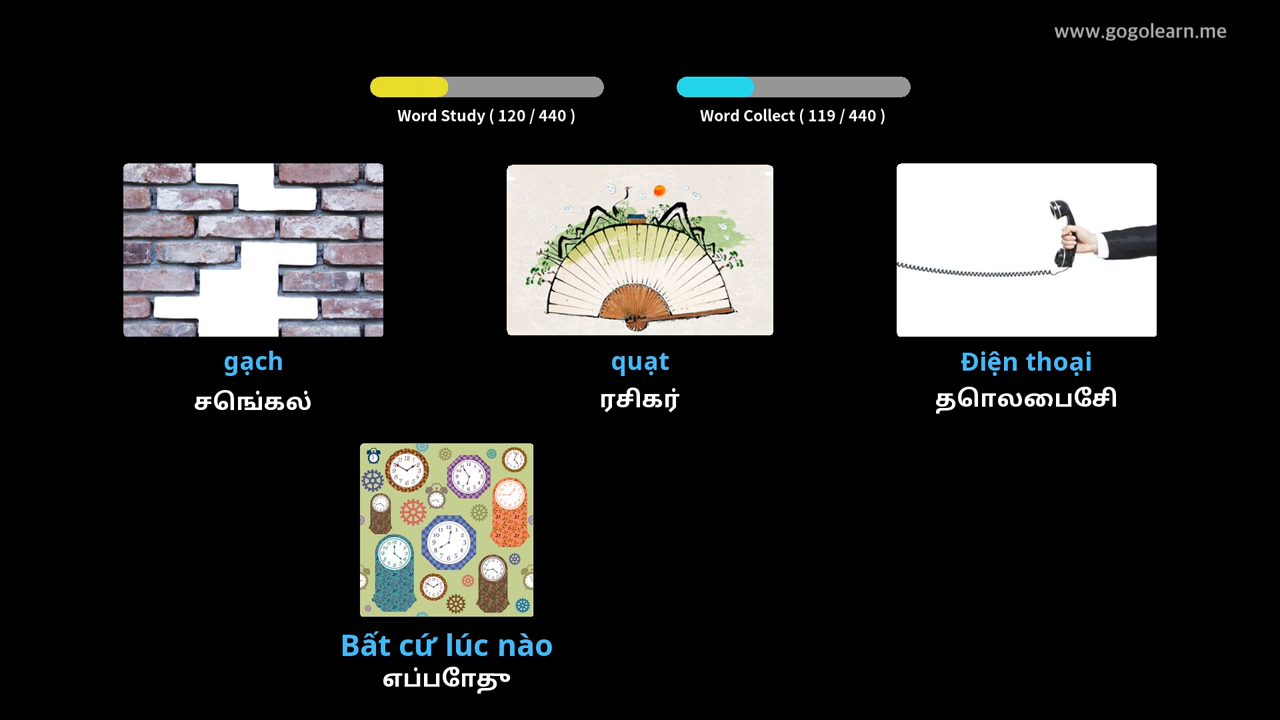 www.gogolearn.me
Word Study ( 120 / 440 )
Word Collect ( 119 / 440 )
gạch
செங்கல்
quạt
ரசிகர்
Điện thoại
தொலைபேசி
Bất cứ lúc nào
எப்போது